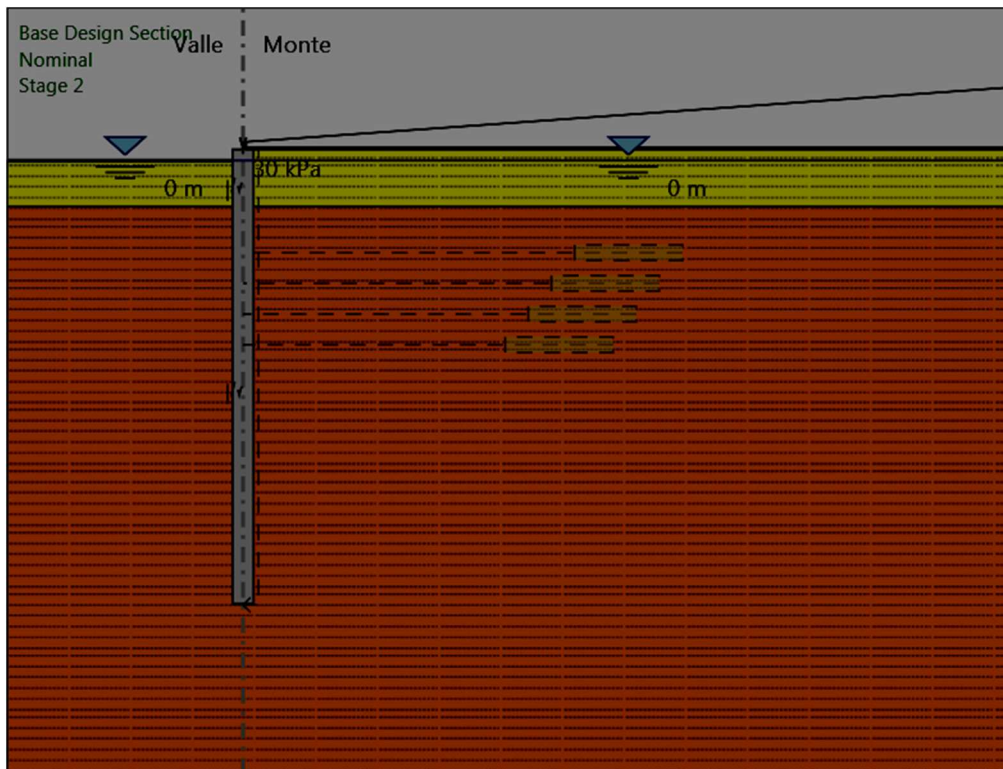 Base Design Section
Valle Monte
Nominal
Stage 2
30 kPa
0 m 0 m